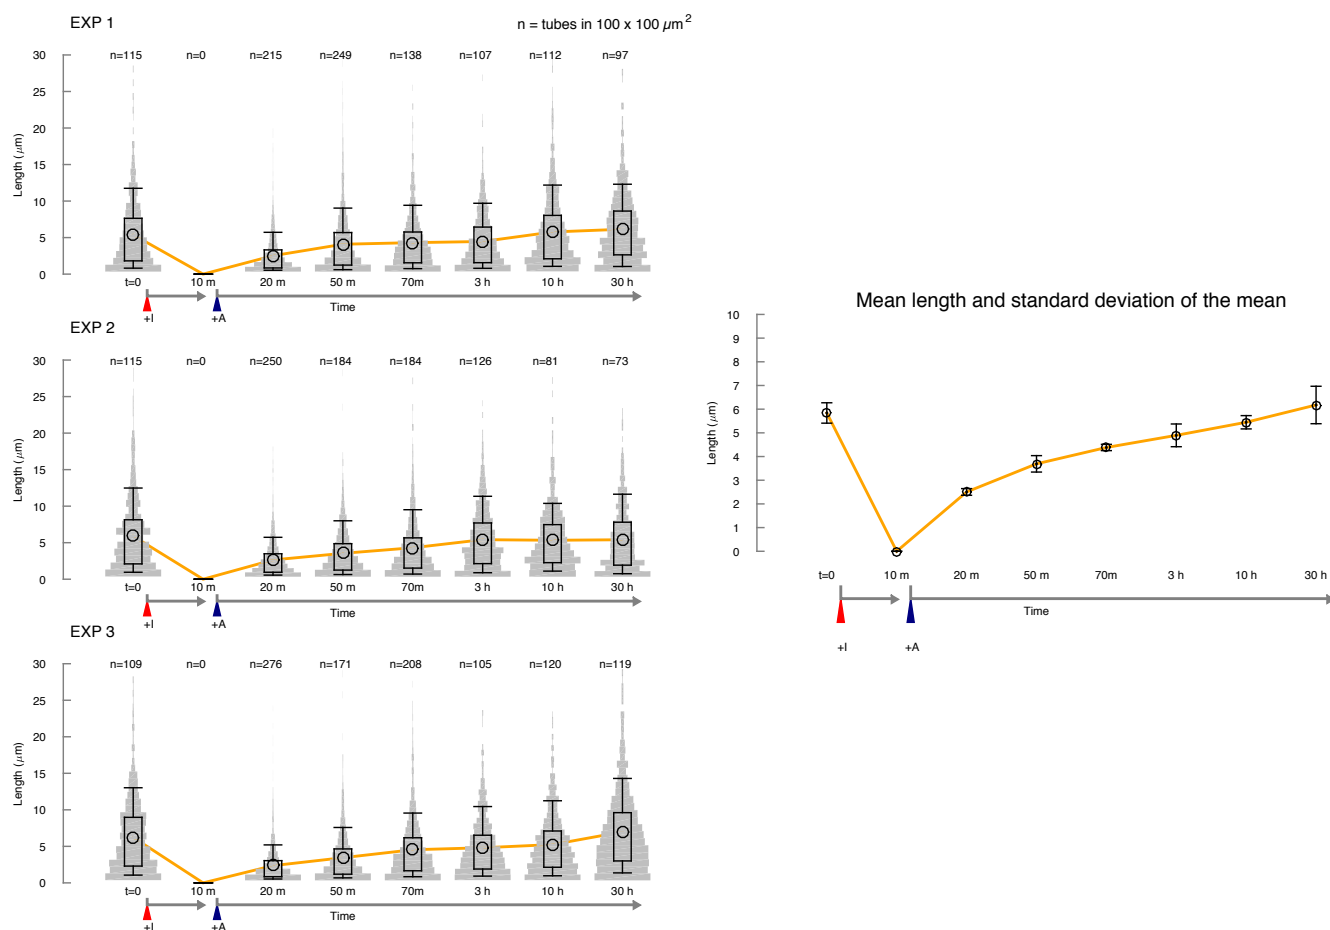 EXP 1
n = tubes in 100 x 100 μm²
n=115 n=0 n=215 n=249 n=138 n=107 n=112 n=97
30
25
20
15
10
5
0
Length (μm)
t=0 10 m 20 m 50 m 70m 3 h 10 h 30 h
+I +A Time
EXP 2
n=115 n=0 n=250 n=184 n=184 n=126 n=81 n=73
30
25
20
15
10
5
0
Length (μm)
t=0 10 m 20 m 50 m 70m 3 h 10 h 30 h
+I +A Time
EXP 3
n=109 n=0 n=276 n=171 n=208 n=105 n=120 n=119
30
25
20
15
10
5
0
Length (μm)
t=0 10 m 20 m 50 m 70m 3 h 10 h 30 h
+I +A Time
Mean length and standard deviation of the mean
10
9
8
7
6
5
4
3
2
1
0
Length (μm)
t=0 10 m 20 m 50 m 70m 3 h 10 h 30 h
Time
+I +A